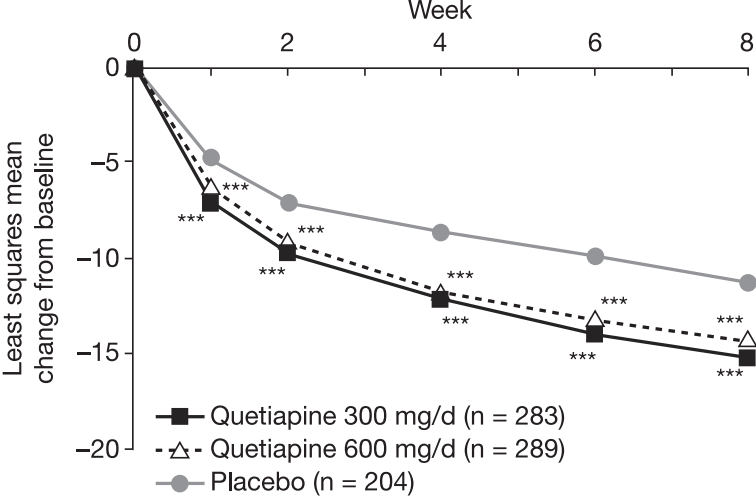 Week
0 2 4 6 8
0
−5
−10
−15
−20
Least squares mean
change from baseline
***
***
***
***
***
***
***
***
***
***
Quetiapine 300 mg/d (n = 283)
Quetiapine 600 mg/d (n = 289)
Placebo (n = 204)